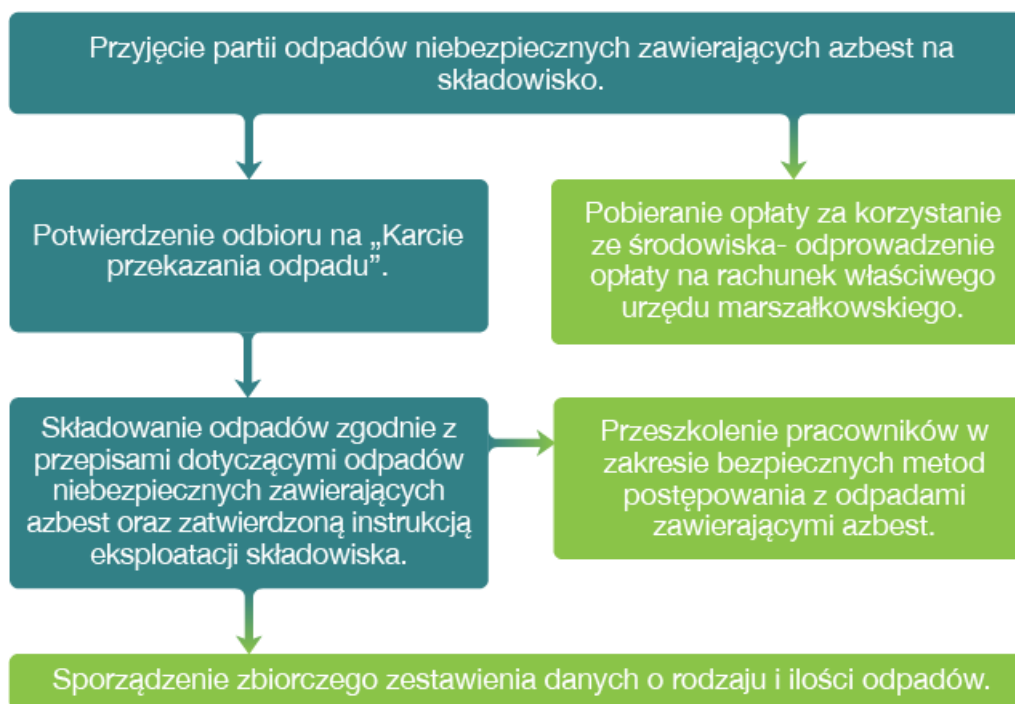 Przyjęcie partii odpadów niebezpiecznych zawierających azbest na
składowisko.
Potwierdzenie odbioru na „Karcie
przekazania odpadu”.
Pobieranie opłaty za korzystanie
ze środowiska- odprowadzenie
opłaty na rachunek właściwego
urzędu marszałkowskiego.
Składowanie odpadów zgodnie z
przepisami dotyczącymi odpadów
niebezpiecznych zawierających
azbest oraz zatwierdzoną instrukcją
eksploatacji składowiska.
Przeszkolenie pracowników w
zakresie bezpiecznych metod
postępowania z odpadami
zawierającymi azbest.
Sporządzenie zbiorczego zestawienia danych o rodzaju i ilości odpadów.